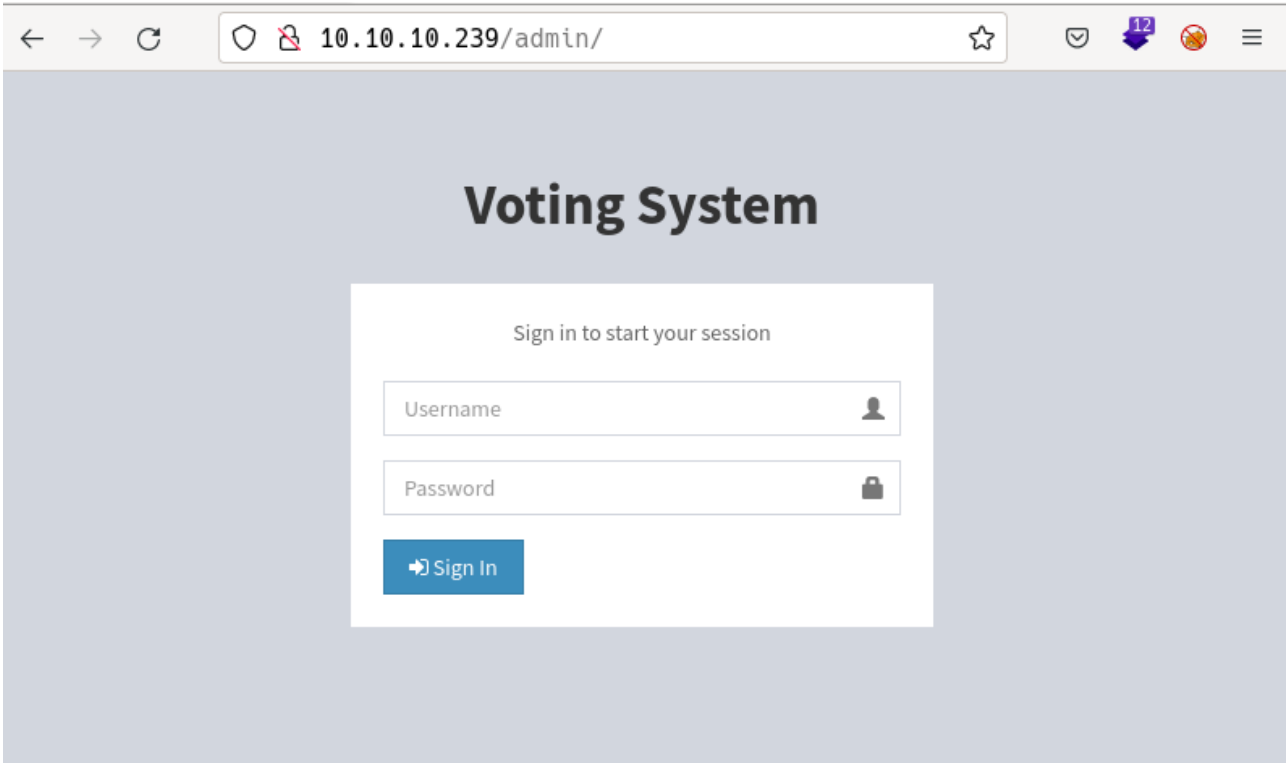 10.10.10.239/admin/
12
Voting System
Sign in to start your session
Username
Password
Sign In